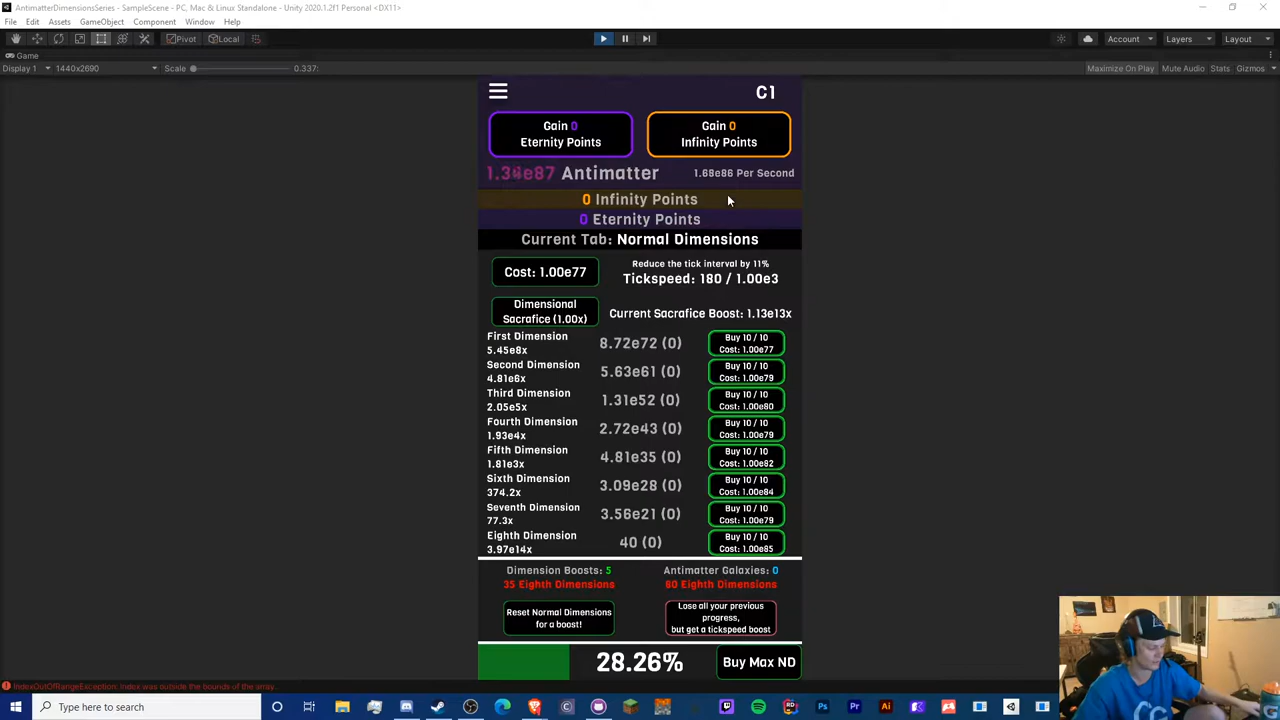 AntimatterDimensionsSeries - SampleScene - PC, Mac & Linux Standalone - Unity 2020.1.2f1 Personal <DX11>
File Edit Assets GameObject Component Window Help
Pivot Local Account Layers Layout
Game
Display 1 1440x2690 Scale 0.337: Maximize On Play Mute Audio Stats Gizmos
C1
Gain 0
Eternity Points
Gain 0
Infinity Points
Antimatter 1.68e86 Per Second
0 Infinity Points
0 Eternity Points
Current Tab: Normal Dimensions
Cost: 1.00e77
Reduce the tick interval by 11%
Tickspeed: 180 / 1.00e3
Dimensional
Sacrafice (1.00x)
Current Sacrafice Boost: 1.13e13x
First Dimension
5.45e8x
8.72e72 (0)
Buy 10 / 10
Cost: 1.00e77
Second Dimension
4.81e6x
5.63e61 (0)
Buy 10 / 10
Cost: 1.00e79
Third Dimension
2.05e5x
1.31e52 (0)
Buy 10 / 10
Cost: 1.00e80
Fourth Dimension
1.93e4x
2.72e43 (0)
Buy 10 / 10
Cost: 1.00e79
Fifth Dimension
1.81e3x
4.81e35 (0)
Buy 10 / 10
Cost: 1.00e82
Sixth Dimension
374.2x
3.09e28 (0)
Buy 10 / 10
Cost: 1.00e84
Seventh Dimension
77.3x
3.56e21 (0)
Buy 10 / 10
Cost: 1.00e79
Eighth Dimension
3.97e14x
40 (0)
Buy 10 / 10
Cost: 1.00e85
Dimension Boosts: 5
35 Eighth Dimensions
Reset Normal Dimensions
for a boost!
Antimatter Galaxies: 0
60 Eighth Dimensions
Lose all your previous
progress,
but get a tickspeed boost
28.26%
Buy Max ND
IndexOutOfRangeException: Index was outside the bounds of the array.
Type here to search